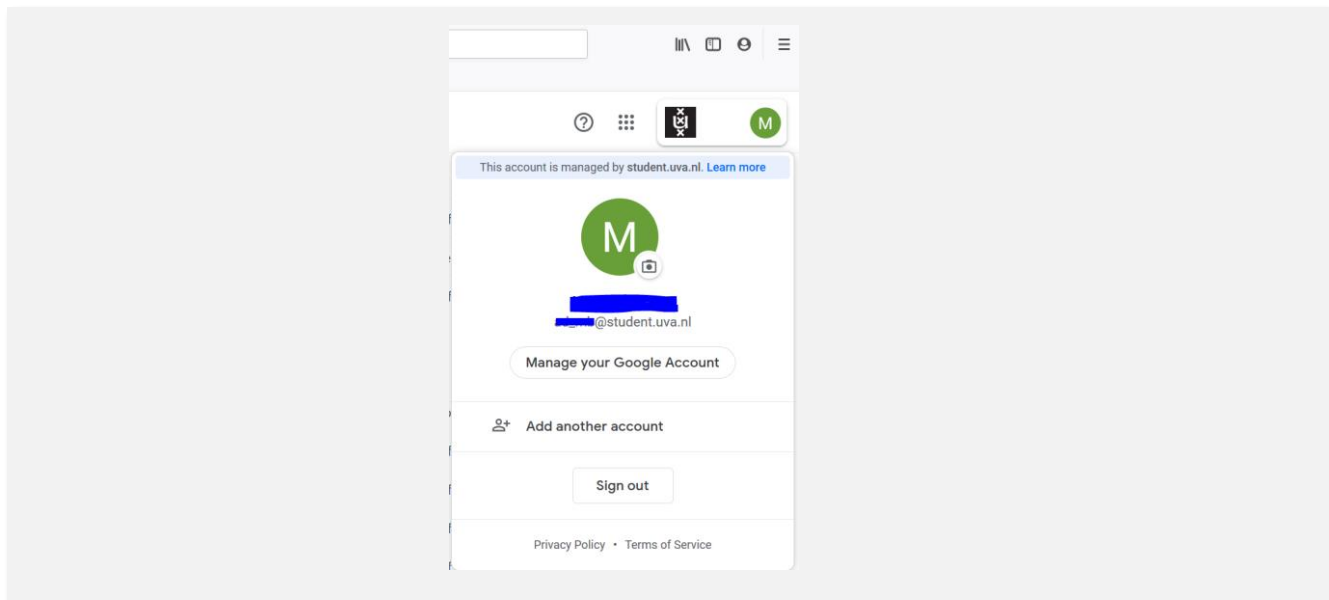 M
This account is managed by student.uva.nl. Learn more
M
@student.uva.nl
Manage your Google Account
Add another account
Sign out
Privacy Policy • Terms of Service